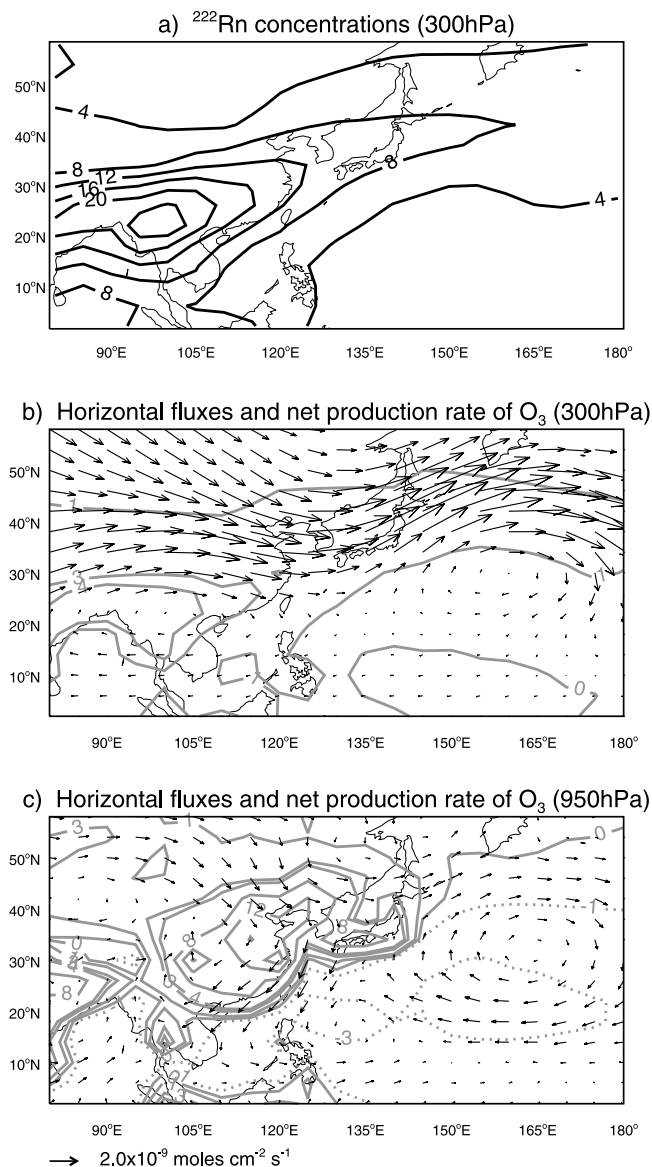 a) ²²²Rn concentrations (300hPa)
50°N
40°N
30°N
20°N
10°N
4
8
12
16
20
8
8
4
90°E 105°E 120°E 135°E 150°E 165°E 180°
b) Horizontal fluxes and net production rate of O₃ (300hPa)
50°N
40°N
30°N
20°N
10°N
1
3
4
1
1
0
90°E 105°E 120°E 135°E 150°E 165°E 180°
c) Horizontal fluxes and net production rate of O₃ (950hPa)
50°N
40°N
30°N
20°N
10°N
3
1
0
12
8
8
0
8
-3
90°E 105°E 120°E 135°E 150°E 165°E 180°
2.0x10⁻⁹ moles cm⁻² s⁻¹